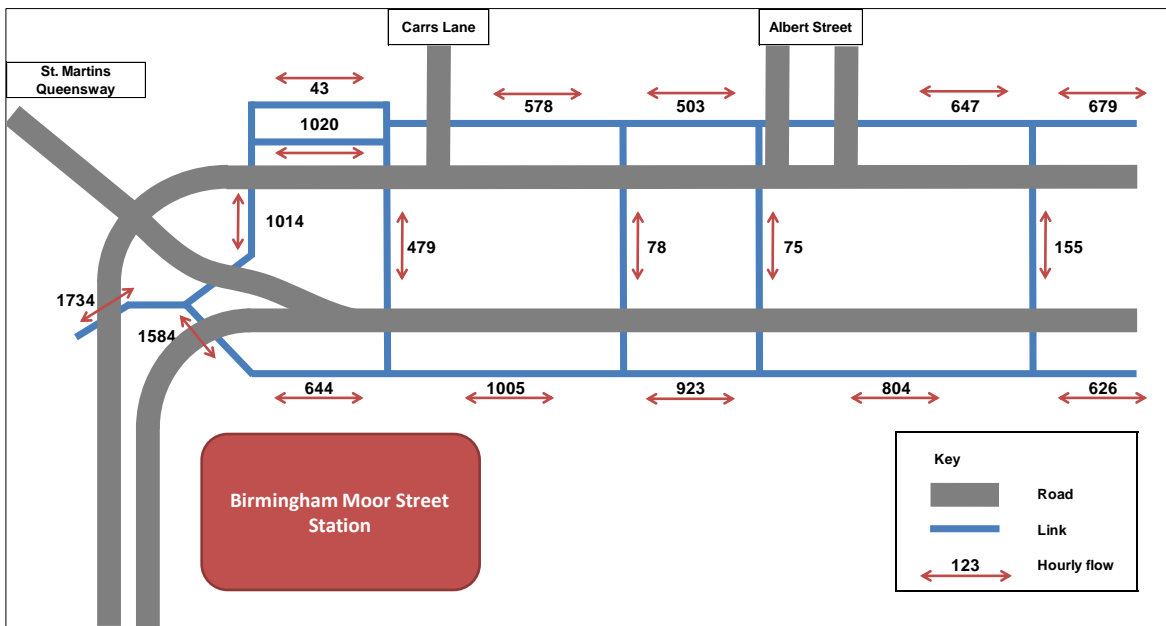 Carrs Lane
Albert Street
St. Martins
Queensway
43
578
503
647
679
1020
1014
479
78
75
155
1734
1584
644
1005
923
804
626
Birmingham Moor Street
Station
Key
Road
Link
123
Hourly flow